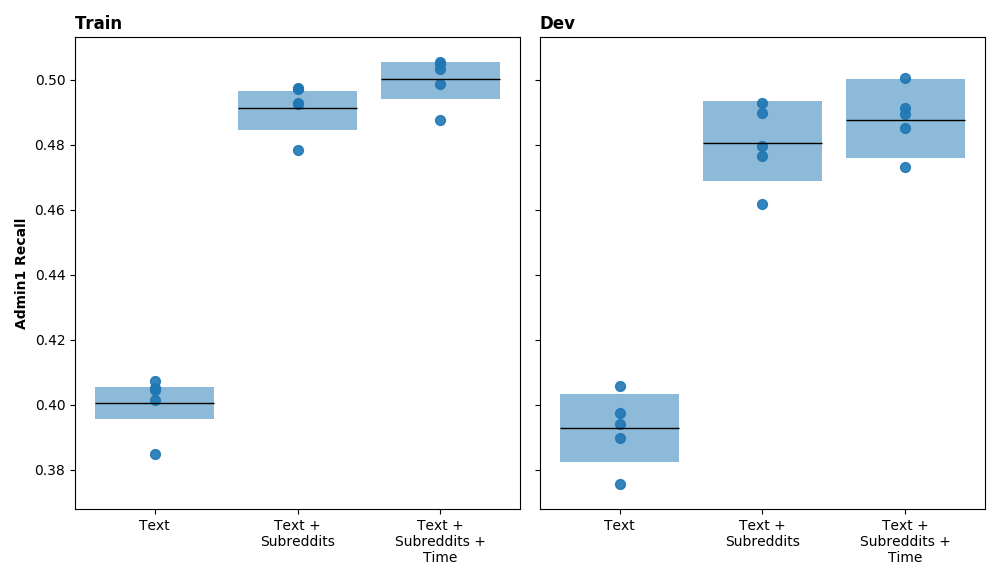 Train
Dev
Admin1 Recall
0.50
0.48
0.46
0.44
0.42
0.40
0.38
Text
Text +
Subreddits
Text +
Subreddits +
Time
Text
Text +
Subreddits
Text +
Subreddits +
Time